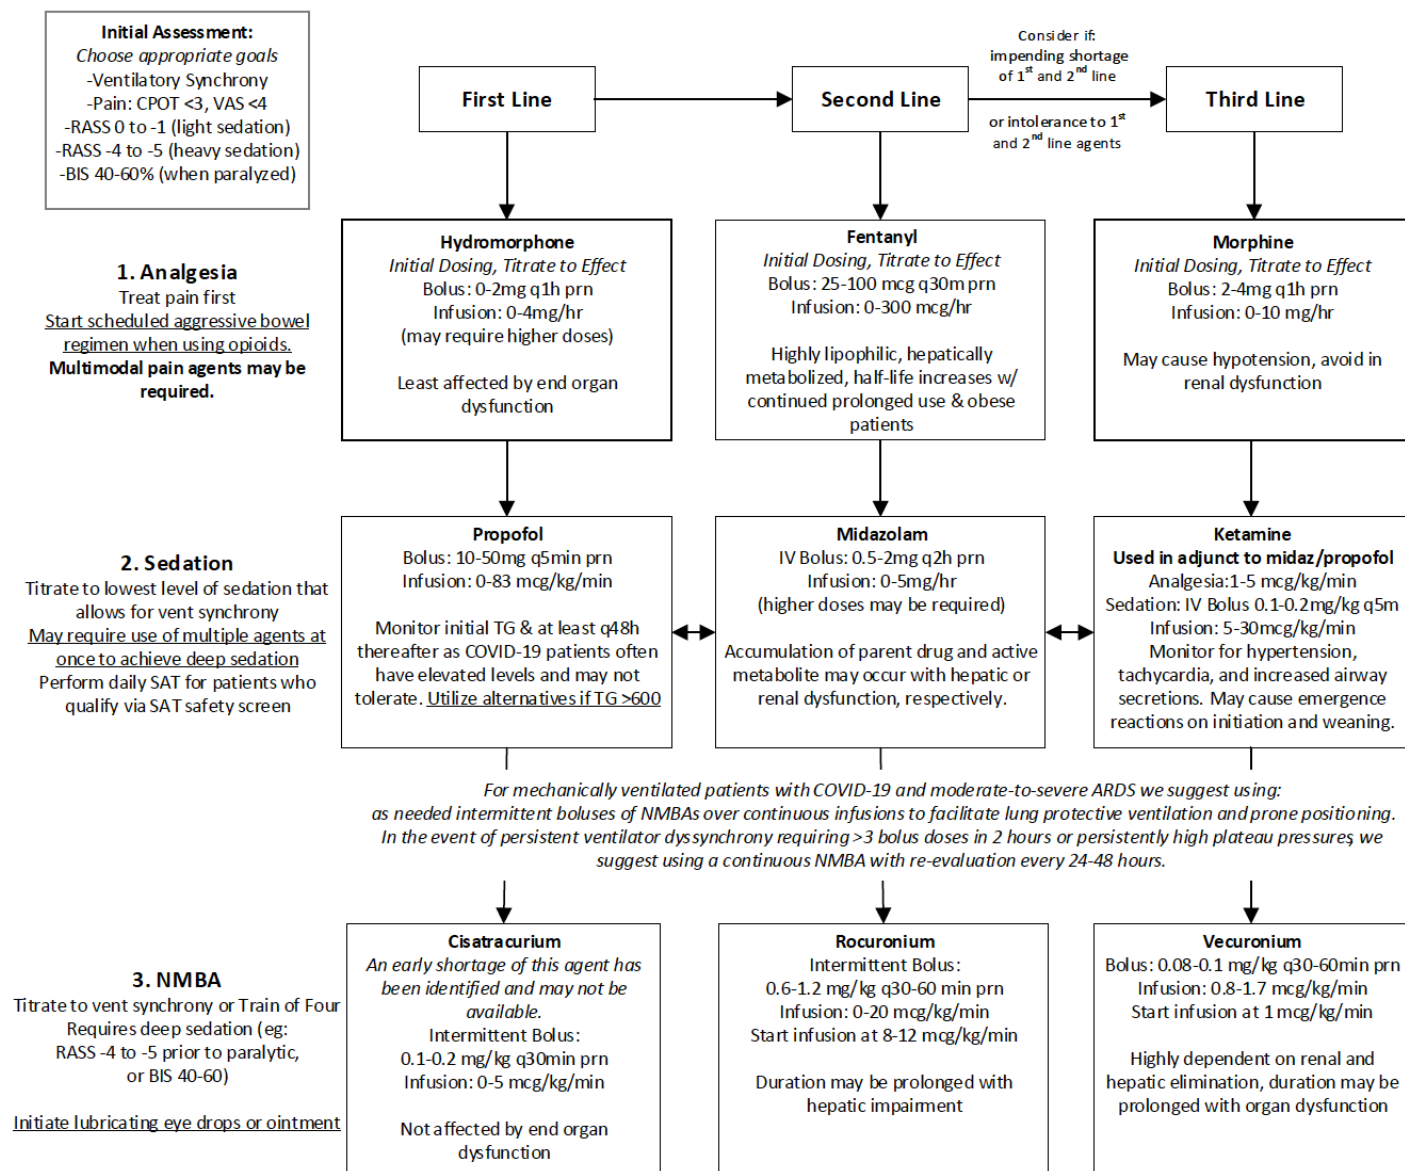 Initial Assessment:
Choose appropriate goals
-Ventilatory Synchrony
-Pain: CPOT <3, VAS <4
-RASS 0 to -1 (light sedation)
-RASS -4 to -5 (heavy sedation)
-BIS 40-60% (when paralyzed)
First Line
Second Line
Consider if:
impending shortage
of 1st and 2nd line
or intolerance to 1st
and 2nd line agents
Third Line
1. Analgesia
Treat pain first
Start scheduled aggressive bowel
regimen when using opioids.
Multimodal pain agents may be
required.
Hydromorphone
Initial Dosing, Titrate to Effect
Bolus: 0-2mg q1h prn
Infusion: 0-4mg/hr
(may require higher doses)
Least affected by end organ
dysfunction
Fentanyl
Initial Dosing, Titrate to Effect
Bolus: 25-100 mcg q30m prn
Infusion: 0-300 mcg/hr
Highly lipophilic, hepatically
metabolized, half-life increases w/
continued prolonged use & obese
patients
Morphine
Initial Dosing, Titrate to Effect
Bolus: 2-4mg q1h prn
Infusion: 0-10 mg/hr
May cause hypotension, avoid in
renal dysfunction
2. Sedation
Titrate to lowest level of sedation that
allows for vent synchrony
May require use of multiple agents at
once to achieve deep sedation
Perform daily SAT for patients who
qualify via SAT safety screen
Propofol
Bolus: 10-50mg q5min prn
Infusion: 0-83 mcg/kg/min
Monitor initial TG & at least q48h
thereafter as COVID-19 patients often
have elevated levels and may not
tolerate. Utilize alternatives if TG >600
Midazolam
IV Bolus: 0.5-2mg q2h prn
Infusion: 0-5mg/hr
(higher doses may be required)
Accumulation of parent drug and active
metabolite may occur with hepatic or
renal dysfunction, respectively.
Ketamine
Used in adjunct to midaz/propofol
Analgesia:1-5 mcg/kg/min
Sedation: IV Bolus 0.1-0.2mg/kg q5m
Infusion: 5-30mcg/kg/min
Monitor for hypertension,
tachycardia, and increased airway
secretions. May cause emergence
reactions on initiation and weaning.
For mechanically ventilated patients with COVID-19 and moderate-to-severe ARDS we suggest using:
as needed intermittent boluses of NMBAs over continuous infusions to facilitate lung protective ventilation and prone positioning.
In the event of persistent ventilator dyssynchrony requiring >3 bolus doses in 2 hours or persistently high plateau pressures, we
suggest using a continuous NMBA with re-evaluation every 24-48 hours.
3. NMBA
Titrate to vent synchrony or Train of Four
Requires deep sedation (eg:
RASS -4 to -5 prior to paralytic,
or BIS 40-60)
Initiate lubricating eye drops or ointment
Cisatracurium
An early shortage of this agent has
been identified and may not be
available.
Intermittent Bolus:
0.1-0.2 mg/kg q30min prn
Infusion: 0-5 mcg/kg/min
Not affected by end organ
dysfunction
Rocuronium
Intermittent Bolus:
0.6-1.2 mg/kg q30-60 min prn
Infusion: 0-20 mcg/kg/min
Start infusion at 8-12 mcg/kg/min
Duration may be prolonged with
hepatic impairment
Vecuronium
Bolus: 0.08-0.1 mg/kg q30-60min prn
Infusion: 0.8-1.7 mcg/kg/min
Start infusion at 1 mcg/kg/min
Highly dependent on renal and
hepatic elimination, duration may be
prolonged with organ dysfunction